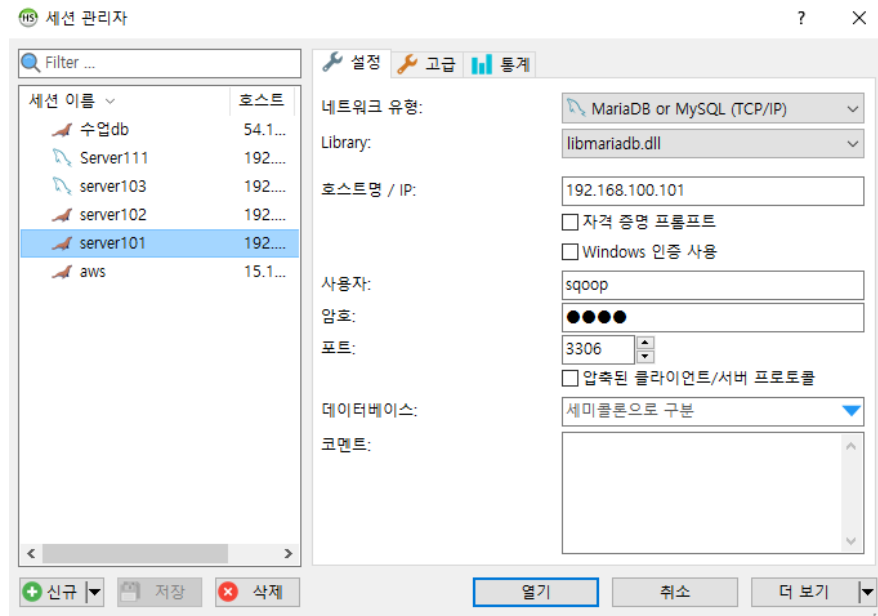 HS 세션 관리자 ? ×
Filter ...
세션 이름 호스트
수업db 54.1...
Server111 192....
server103 192....
server102 192....
server101 192....
aws 15.1...
신규 저장 삭제
설정 고급 통계
네트워크 유형: MariaDB or MySQL (TCP/IP)
Library: libmariadb.dll
호스트명 / IP: 192.168.100.101
자격 증명 프롬프트
Windows 인증 사용
사용자: sqoop
암호: ●●●●
포트: 3306
압축된 클라이언트/서버 프로토콜
데이터베이스: 세미콜론으로 구분
코멘트:
열기 취소 더 보기